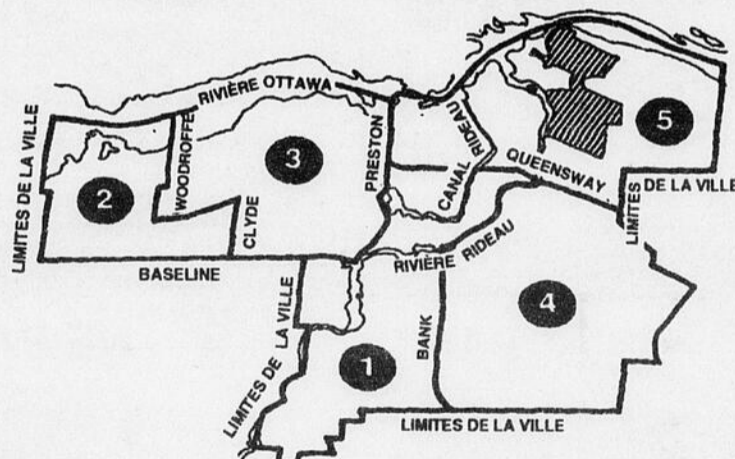 RIVIÈRE OTTAWA
LIMITES DE LA VILLE
WOODROFFE
2
3
CLYDE
PRESTON
CANAL RIDEAU
QUEENSWAY
5
LIMITES
DE LA VILLE
BASELINE
RIVIÈRE RIDEAU
LIMITES DE LA VILLE
1
BANK
4
LIMITES DE LA VILLE